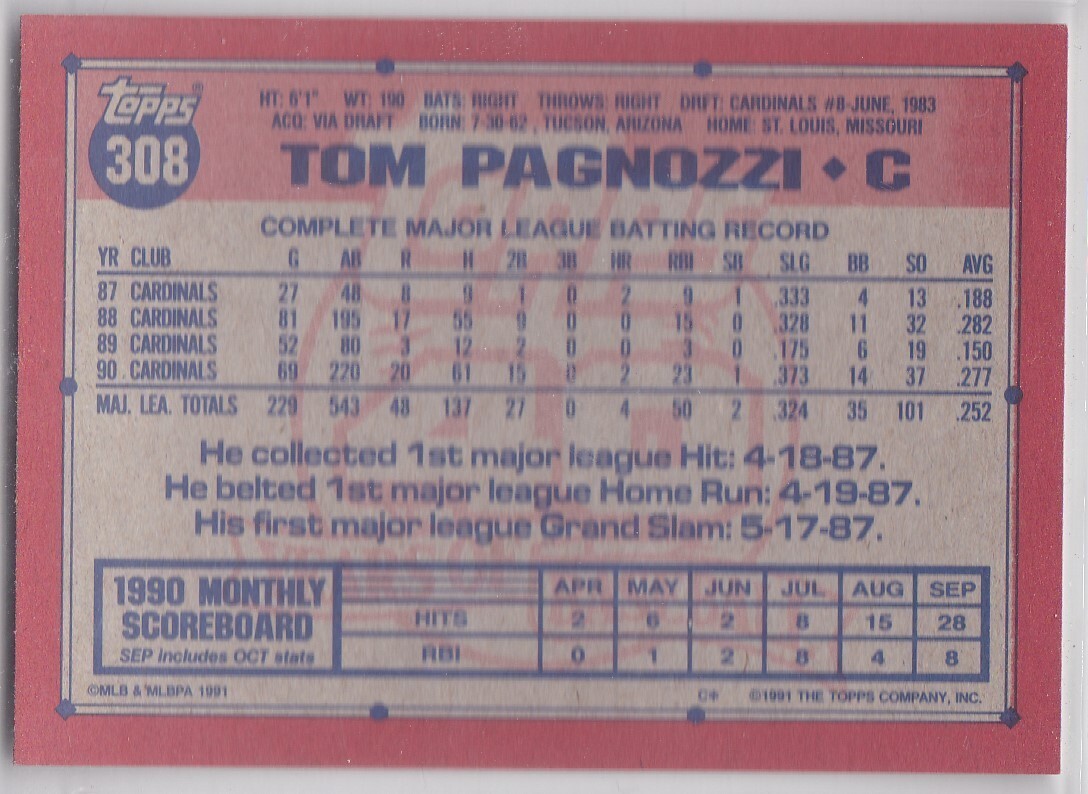 topps®
308
HT: 6'1" WT: 190 BATS: RIGHT THROWS: RIGHT DRFT: CARDINALS #8-JUNE, 1983
ACQ: VIA DRAFT BORN: 7-30-62, TUCSON, ARIZONA HOME: ST. LOUIS, MISSOURI
TOM PAGNOZZI ♦ C
COMPLETE MAJOR LEAGUE BATTING RECORD
YR CLUB G AB R H 2B 3B HR RBI SB SLG BB SO AVG
87 CARDINALS 27 48 8 9 1 0 2 9 1 .333 4 13 .188
88 CARDINALS 81 195 17 55 9 0 0 15 0 .328 11 32 .282
89 CARDINALS 52 80 3 12 2 0 0 3 0 .175 6 19 .150
90 CARDINALS 69 220 20 61 15 0 2 23 1 .373 14 37 .277
MAJ. LEA. TOTALS 229 543 48 137 27 0 4 50 2 .324 35 101 .252
He collected 1st major league Hit: 4-18-87.
He belted 1st major league Home Run: 4-19-87.
His first major league Grand Slam: 5-17-87.
1990 MONTHLY
SCOREBOARD
SEP includes OCT stats
APR MAY JUN JUL AUG SEP
HITS 2 6 2 8 15 28
RBI 0 1 2 8 4 8
©MLB & MLBPA 1991 C* ©1991 THE TOPPS COMPANY, INC.